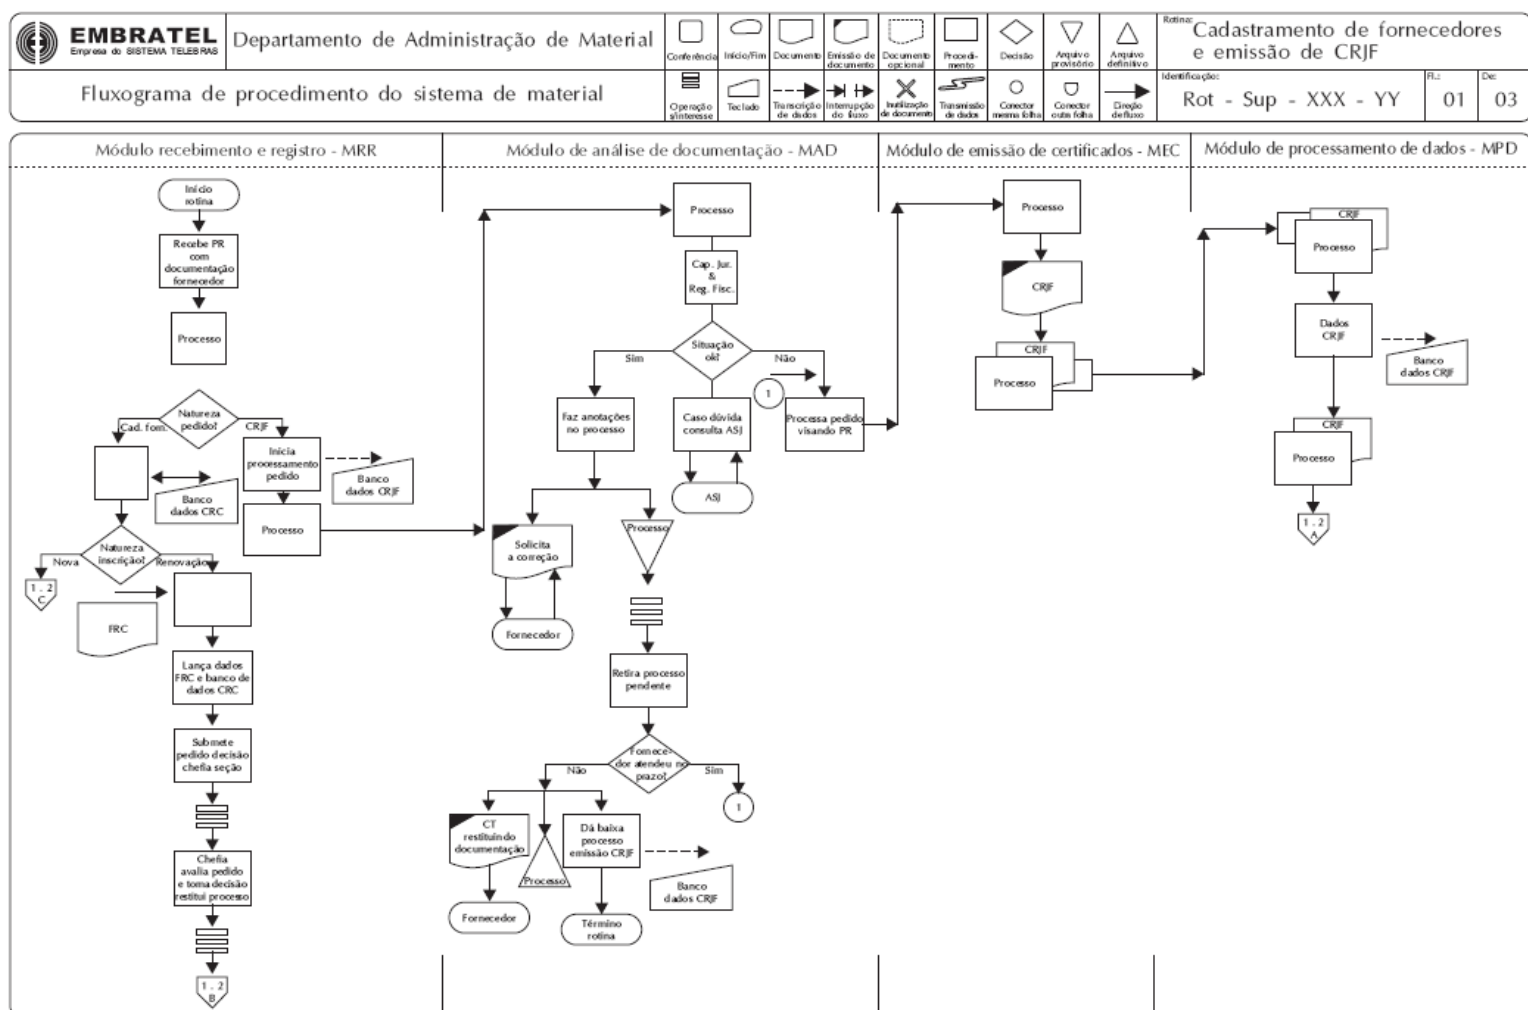 EMBRATEL
Empresa do SISTEMA TELEBRAS
Departamento de Administração de Material
Fluxograma de procedimento do sistema de material
Conferência
Início/Fim
Documento
Emissão de
documento
Documento
opcional
Procedi-
mento
Decisão
Arquivo
provisório
Arquivo
definitivo
Operação
s/interesse
Teclado
Transcrição
de dados
Interrupção
do fluxo
Inutilização
de documento
Transmissão
de dados
Conector
mesma folha
Conector
outra folha
Direção
de fluxo
Rotina:
Cadastramento de fornecedores
e emissão de CRJF
Identificação:
Rot - Sup - XXX - YY
Fl.:
01
De:
03
Módulo recebimento e registro - MRR
Módulo de análise de documentação - MAD
Módulo de emissão de certificados - MEC
Módulo de processamento de dados - MPD
Início
rotina
Recebe PR
com
documentação
fornecedor
Processo
Natureza
pedido?
Cad. forn.
CRJF
Inicia
processamento
pedido
Banco
dados CRJF
Banco
dados CRC
Processo
Natureza
inscrição?
Nova
Renovação
1 . 2
C
FRC
Lança dados
FRC e banco de
dados CRC
Submete
pedido decisão
chefia seção
Chefia
avalia pedido
e toma decisão
restitui processo
1 . 2
B
Processo
Cap. Jur.
&
Reg. Fisc.
Situação
ok?
Sim
Não
1
Faz anotações
no processo
Caso dúvida
consulta ASJ
Processa pedido
visando PR
ASJ
Solicita
a correção
Processo
Fornecedor
Retira processo
pendente
Fornece-
dor atendeu no
prazo?
Não
Sim
1
CT
restituindo
documentação
Processo
Dá baixa
processo
emissão CRJF
Banco
dados CRJF
Fornecedor
Término
rotina
Processo
CRJF
CRJF
Processo
CRJF
Processo
Dados
CRJF
Banco
dados CRJF
CRJF
Processo
1 . 2
A